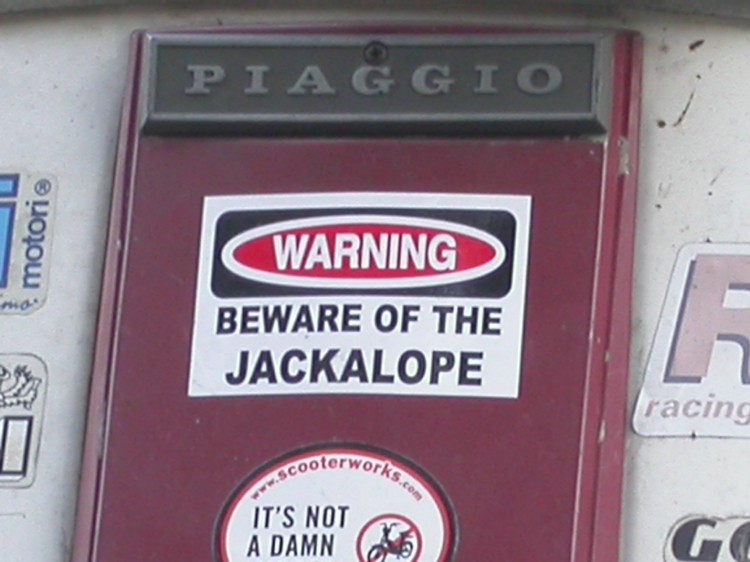 PIAGGIO
motori®
WARNING
BEWARE OF THE
JACKALOPE
racing
www.scooterworks.com
IT'S NOT
A DAMN